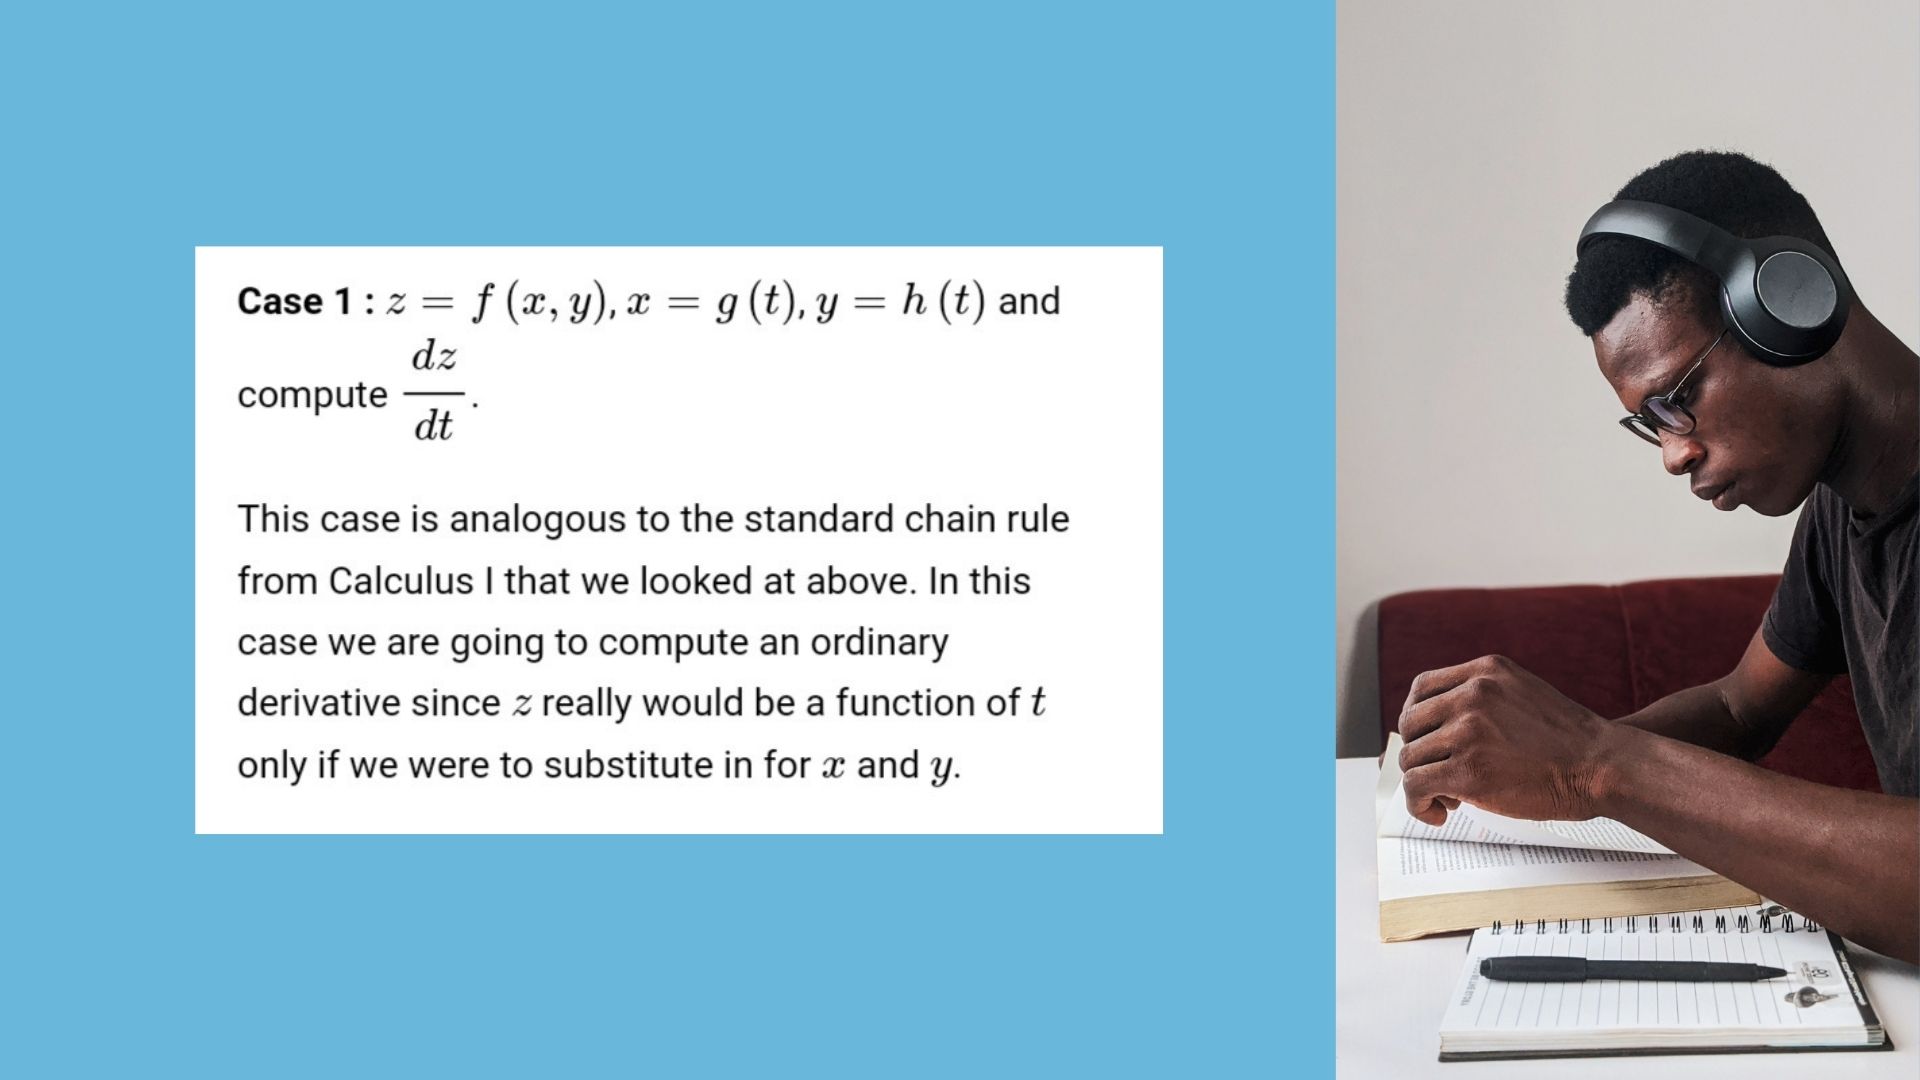 Case 1 : z = f (x, y), x = g (t), y = h (t) and
compute dz/dt.
This case is analogous to the standard chain rule
from Calculus I that we looked at above. In this
case we are going to compute an ordinary
derivative since z really would be a function of t
only if we were to substitute in for x and y.